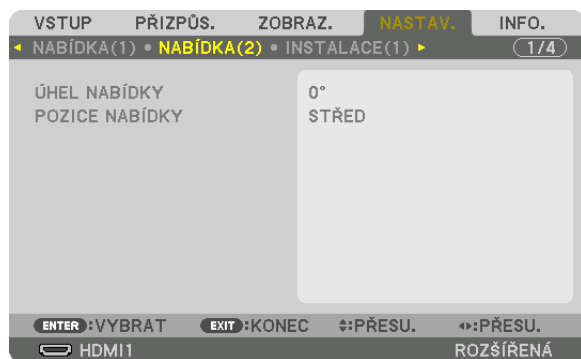 VSTUP PŘIZPŮS. ZOBRAZ. NASTAV. INFO.
◂ NABÍDKA(1) • NABÍDKA(2) • INSTALACE(1) ▸ 1/4
ÚHEL NABÍDKY 0°
POZICE NABÍDKY STŘED
ENTER :VYBRAT EXIT :KONEC ♦:PŘESU. ◂▸:PŘESU.
HDMI1 ROZŠÍŘENÁ